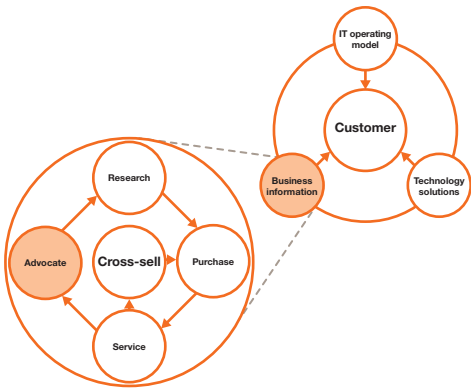 IT operating
model
Customer
Business
information
Technology
solutions
Research
Advocate
Cross-sell
Purchase
Service